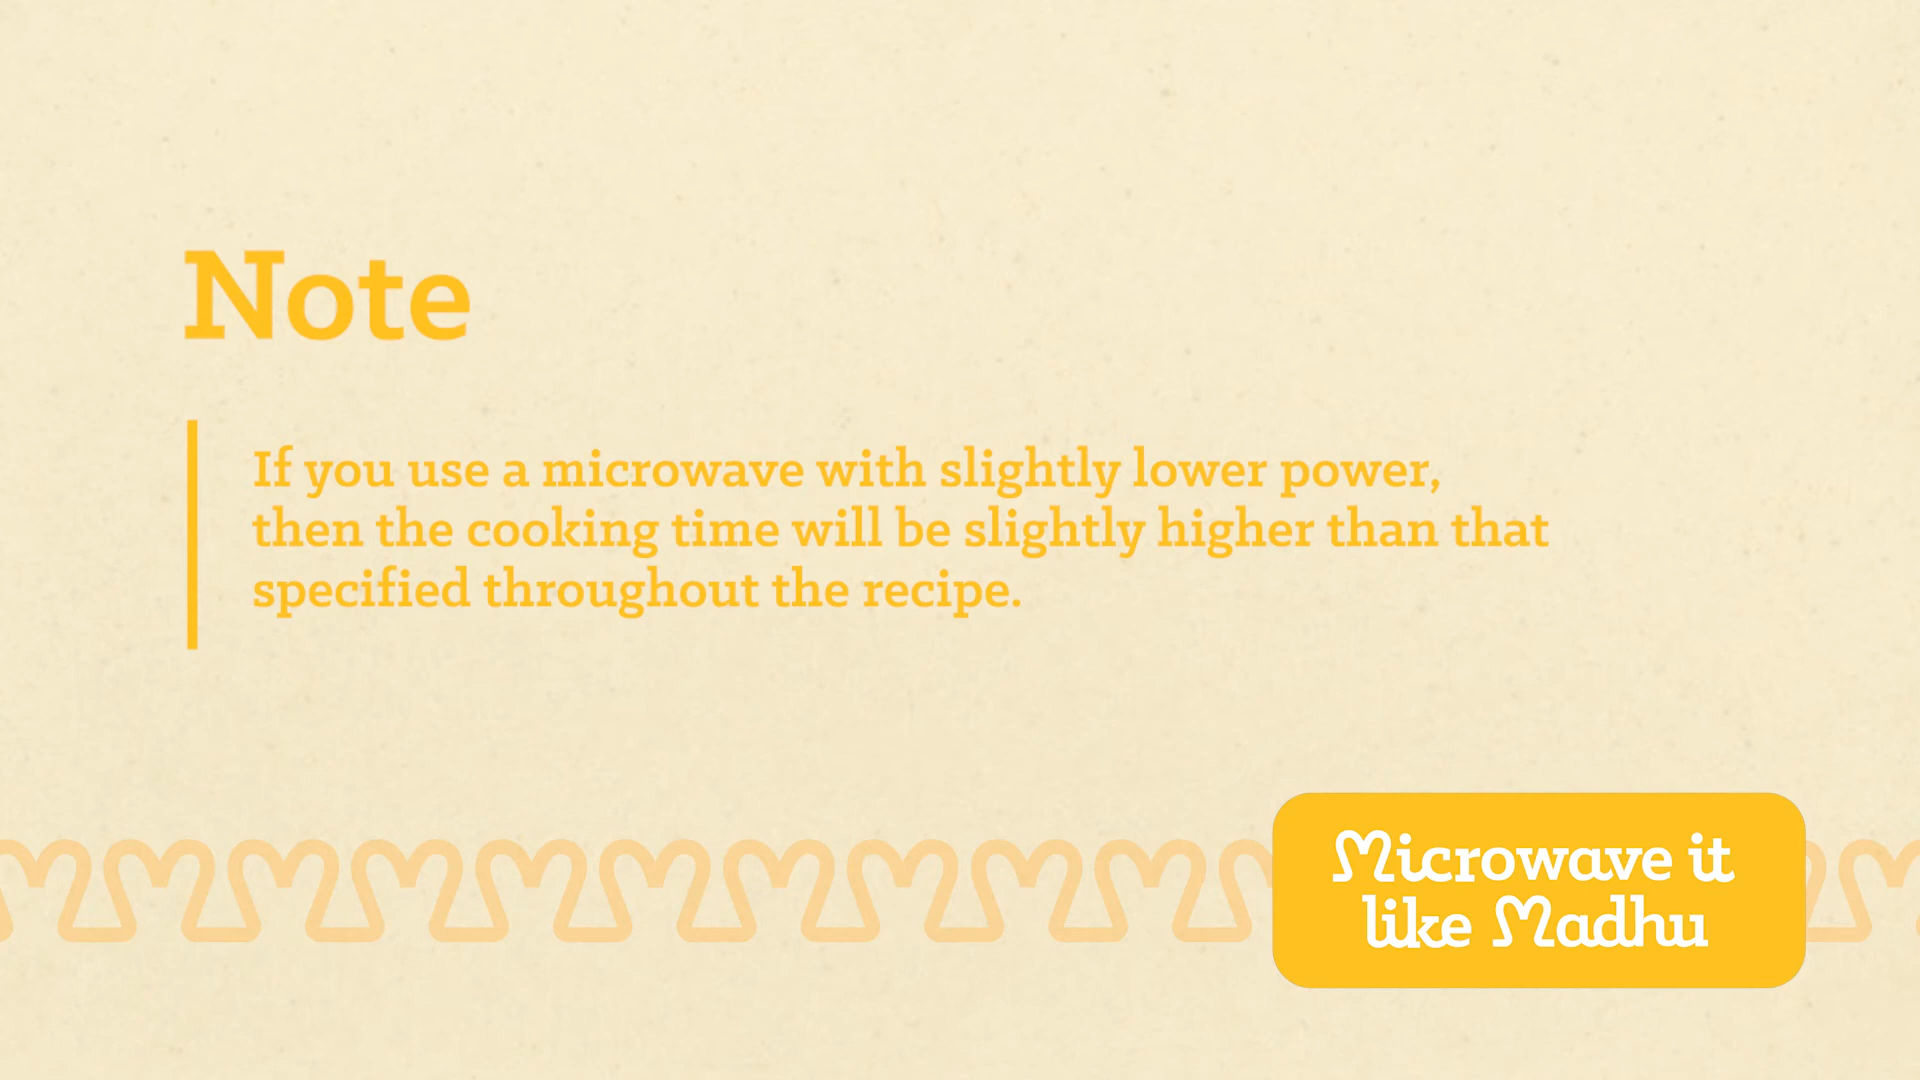 Note
If you use a microwave with slightly lower power,
then the cooking time will be slightly higher than that
specified throughout the recipe.
Microwave it
like Madhu